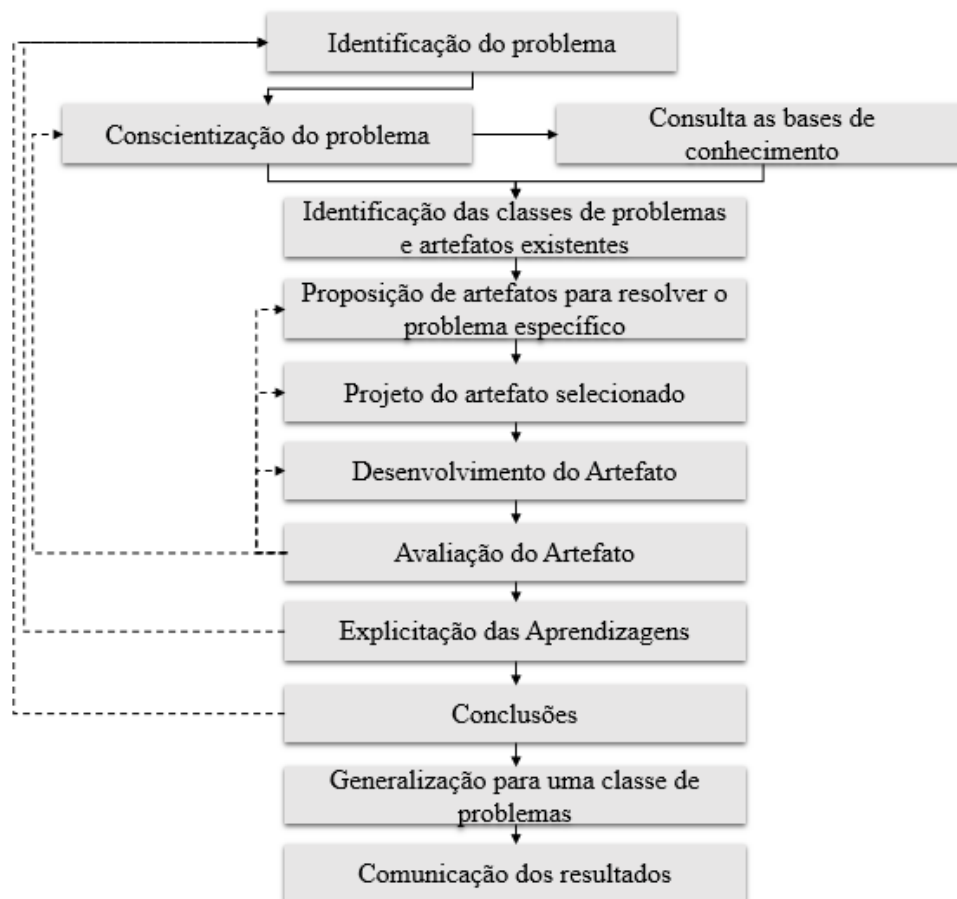 Identificação do problema
Conscientização do problema
Consulta as bases de
conhecimento
Identificação das classes de problemas
e artefatos existentes
Proposição de artefatos para resolver o
problema específico
Projeto do artefato selecionado
Desenvolvimento do Artefato
Avaliação do Artefato
Explicitação das Aprendizagens
Conclusões
Generalização para uma classe de
problemas
Comunicação dos resultados